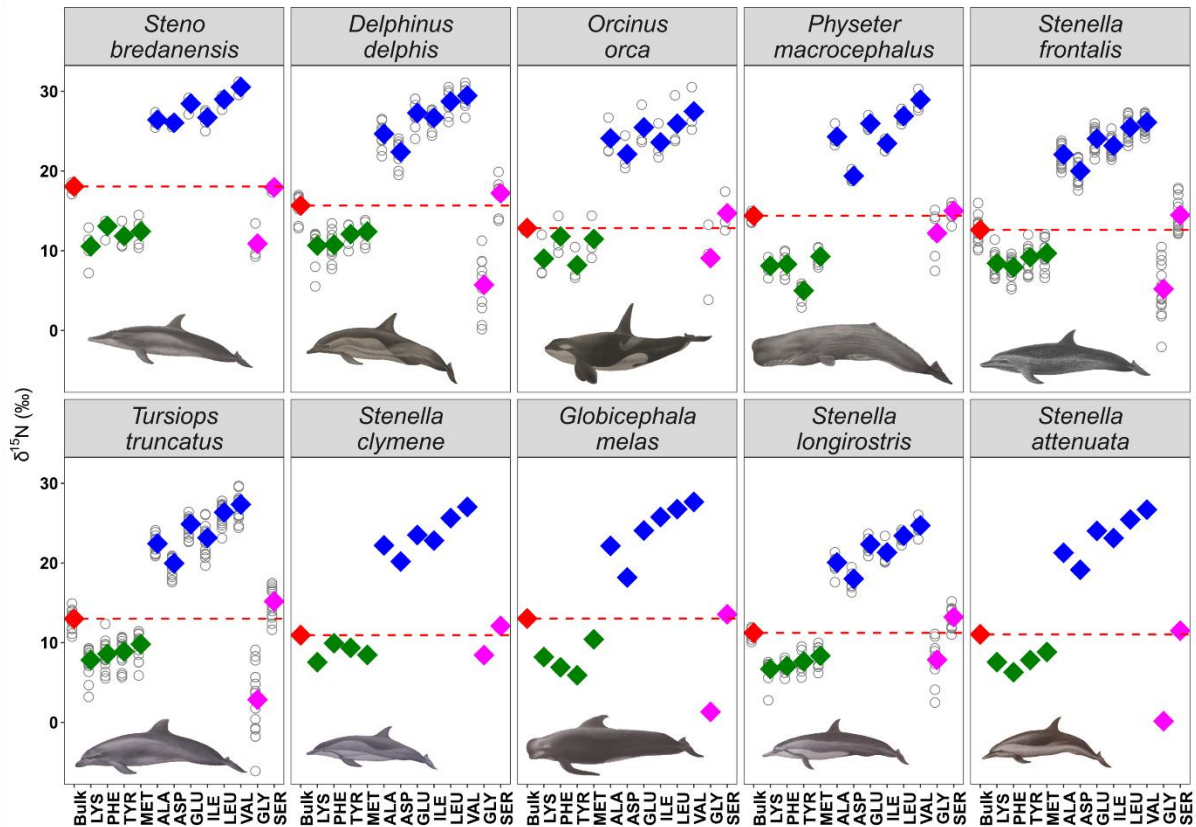 Steno
bredanensis
Delphinus
delphis
Orcinus
orca
Physeter
macrocephalus
Stenella
frontalis
30
20
10
0
Tursiops
truncatus
Stenella
clymene
Globicephala
melas
Stenella
longirostris
Stenella
attenuata
δ¹⁵N (‰)
30
20
10
0
Bulk LYS PHE TYR MET ALA ASP GLU ILE LEU VAL GLY SER Bulk LYS PHE TYR MET ALA ASP GLU ILE LEU VAL GLY SER Bulk LYS PHE TYR MET ALA ASP GLU ILE LEU VAL GLY SER Bulk LYS PHE TYR MET ALA ASP GLU ILE LEU VAL GLY SER Bulk LYS PHE TYR MET ALA ASP GLU ILE LEU VAL GLY SER